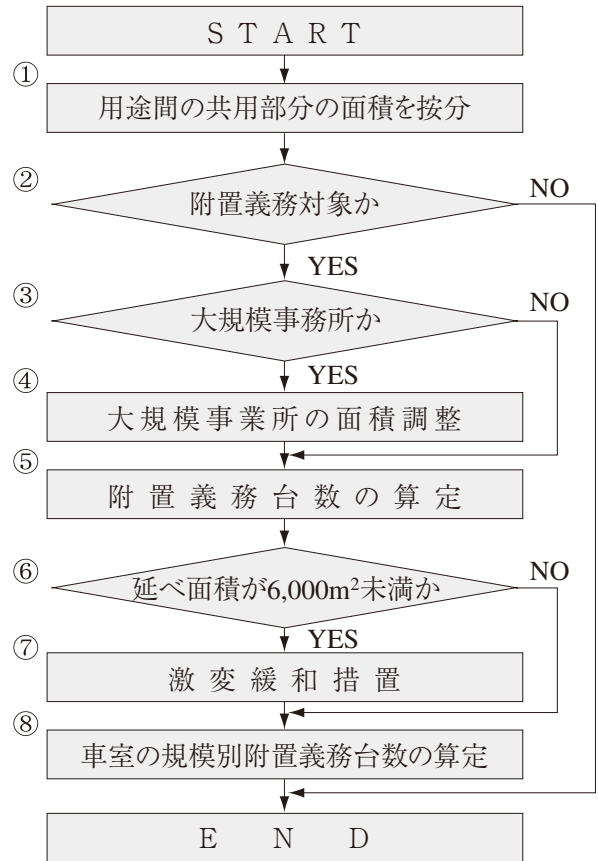 START
①
用途間の共用部分の面積を按分
②
附置義務対象か
NO
YES
③
大規模事務所か
NO
YES
④
大規模事業所の面積調整
⑤
附置義務台数の算定
⑥
延べ面積が6,000m²未満か
NO
YES
⑦
激変緩和措置
⑧
車室の規模別附置義務台数の算定
END